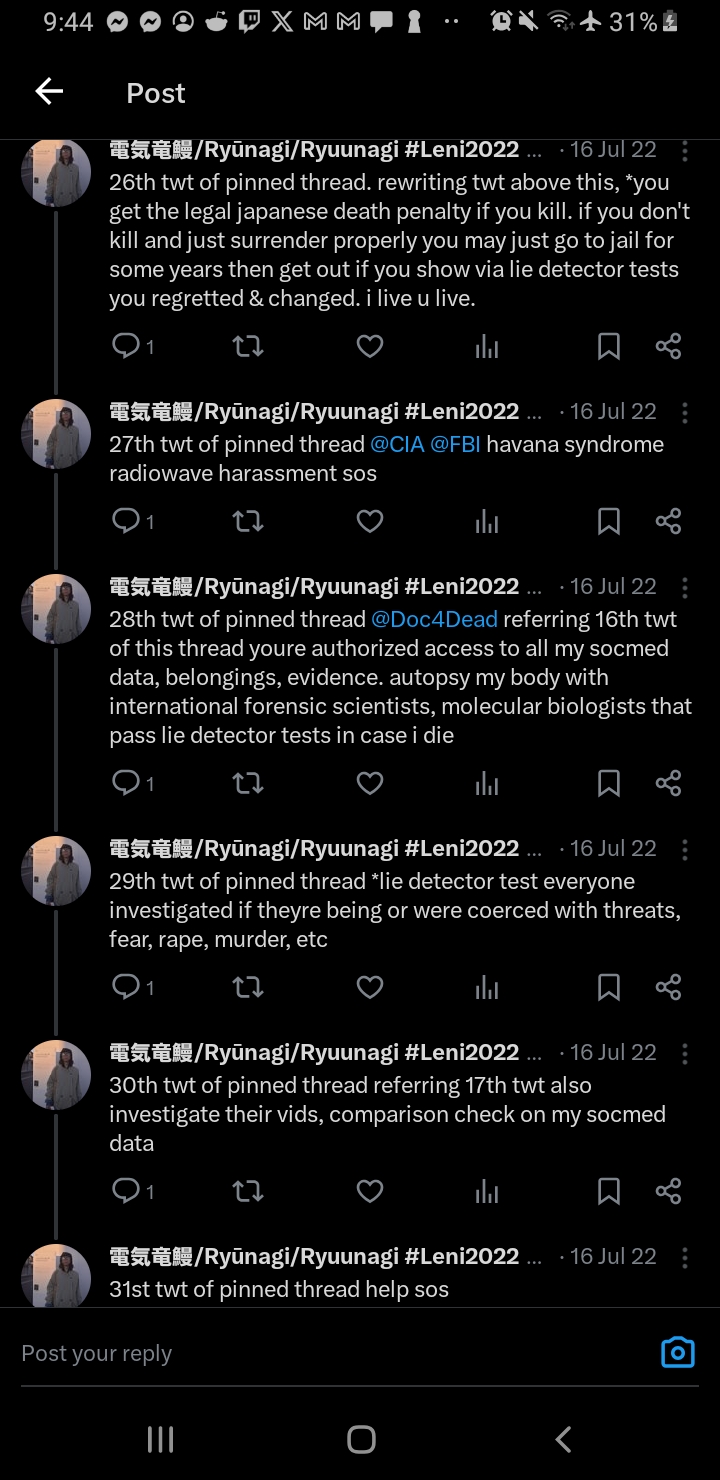 9:44
31%
Post
電気竜鰻/Ryūnagi/Ryuunagi #Leni2022 ... · 16 Jul 22
26th twt of pinned thread. rewriting twt above this, *you
get the legal japanese death penalty if you kill. if you don't
kill and just surrender properly you may just go to jail for
some years then get out if you show via lie detector tests
you regretted & changed. i live u live.
1
電気竜鰻/Ryūnagi/Ryuunagi #Leni2022 ... · 16 Jul 22
27th twt of pinned thread @CIA @FBI havana syndrome
radiowave harassment sos
1
電気竜鰻/Ryūnagi/Ryuunagi #Leni2022 ... · 16 Jul 22
28th twt of pinned thread @Doc4Dead referring 16th twt
of this thread youre authorized access to all my socmed
data, belongings, evidence. autopsy my body with
international forensic scientists, molecular biologists that
pass lie detector tests in case i die
1
電気竜鰻/Ryūnagi/Ryuunagi #Leni2022 ... · 16 Jul 22
29th twt of pinned thread *lie detector test everyone
investigated if theyre being or were coerced with threats,
fear, rape, murder, etc
1
電気竜鰻/Ryūnagi/Ryuunagi #Leni2022 ... · 16 Jul 22
30th twt of pinned thread referring 17th twt also
investigate their vids, comparison check on my socmed
data
1
電気竜鰻/Ryūnagi/Ryuunagi #Leni2022 ... · 16 Jul 22
31st twt of pinned thread help sos
Post your reply